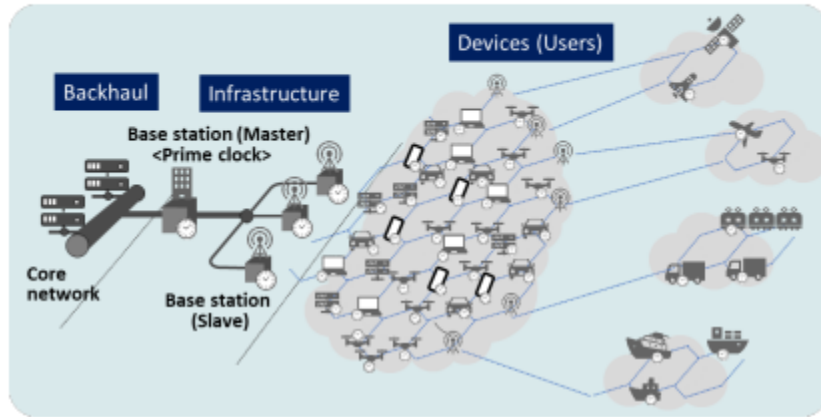 Devices (Users)
Backhaul
Infrastructure
Base station (Master)
<Prime clock>
Core
network
Base station
(Slave)